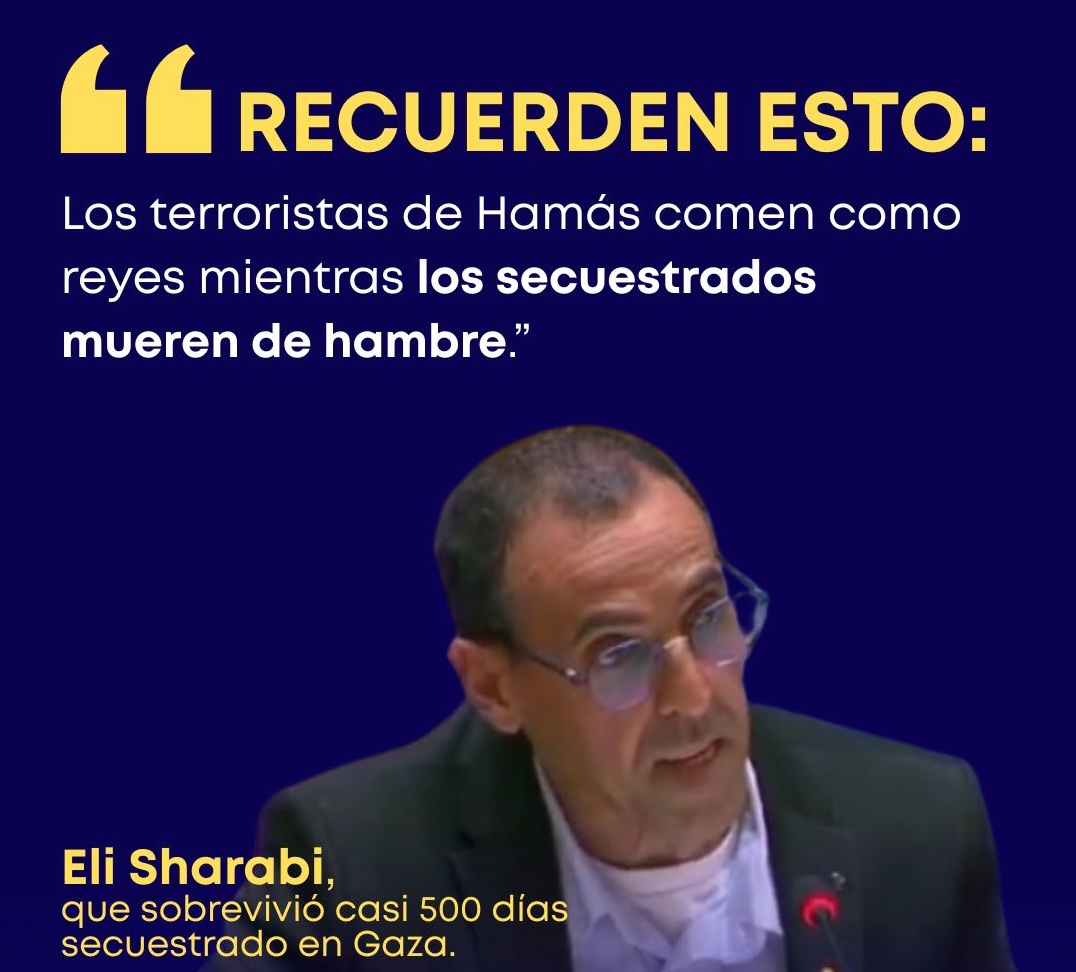 “ RECUERDEN ESTO:
Los terroristas de Hamás comen como
reyes mientras los secuestrados
mueren de hambre.”
Eli Sharabi,
que sobrevivió casi 500 días
secuestrado en Gaza.